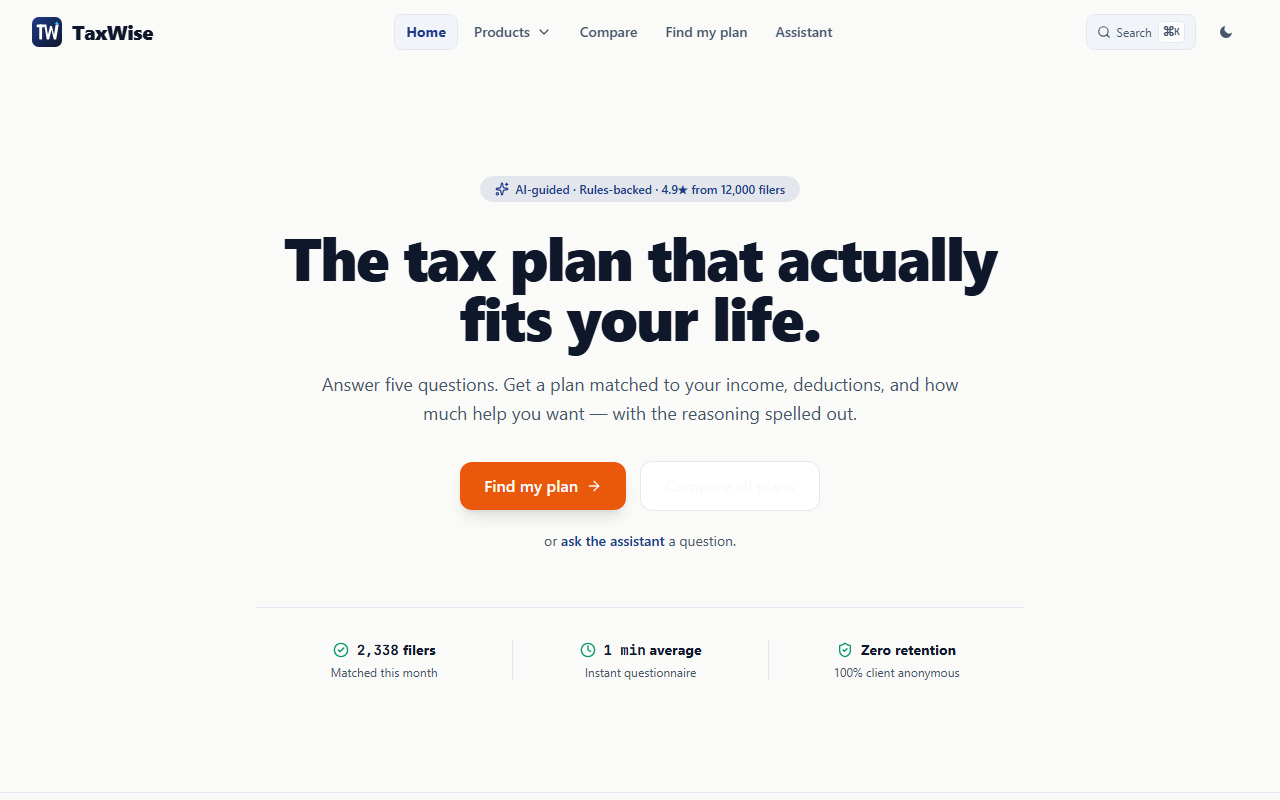 TW TaxWise
Home Products Compare Find my plan Assistant
Search ⌘K
AI-guided · Rules-backed · 4.9★ from 12,000 filers
The tax plan that actually
fits your life.
Answer five questions. Get a plan matched to your income, deductions, and how
much help you want — with the reasoning spelled out.
Find my plan → Compare all plans
or ask the assistant a question.
2,338 filers
Matched this month
1 min average
Instant questionnaire
Zero retention
100% client anonymous